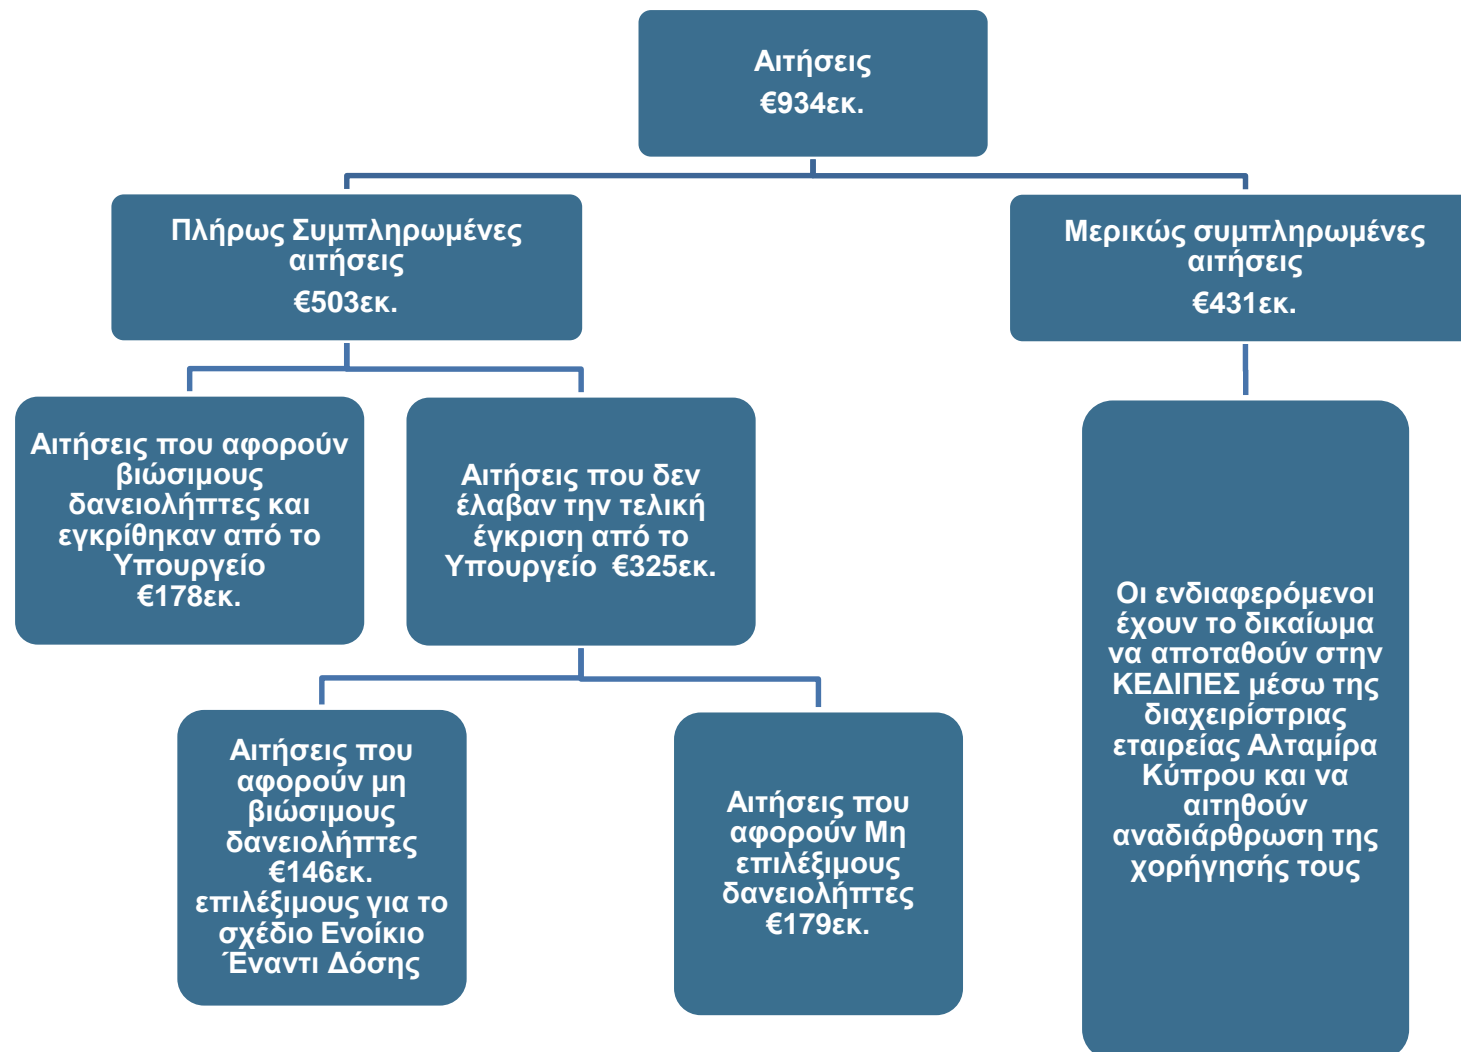 Αιτήσεις
€934εκ.
Πλήρως Συμπληρωμένες
αιτήσεις
€503εκ.
Μερικώς συμπληρωμένες
αιτήσεις
€431εκ.
Αιτήσεις που αφορούν
βιώσιμους
δανειολήπτες και
εγκρίθηκαν από το
Υπουργείο
€178εκ.
Αιτήσεις που δεν
έλαβαν την τελική
έγκριση από το
Υπουργείο €325εκ.
Αιτήσεις που
αφορούν μη
βιώσιμους
δανειολήπτες
€146εκ.
επιλέξιμους για το
σχέδιο Ενοίκιο
Έναντι Δόσης
Αιτήσεις που
αφορούν Μη
επιλέξιμους
δανειολήπτες
€179εκ.
Οι ενδιαφερόμενοι
έχουν το δικαίωμα
να αποταθούν στην
ΚΕΔΙΠΕΣ μέσω της
διαχειρίστριας
εταιρείας Αλταμίρα
Κύπρου και να
αιτηθούν
αναδιάρθρωση της
χορήγησής τους